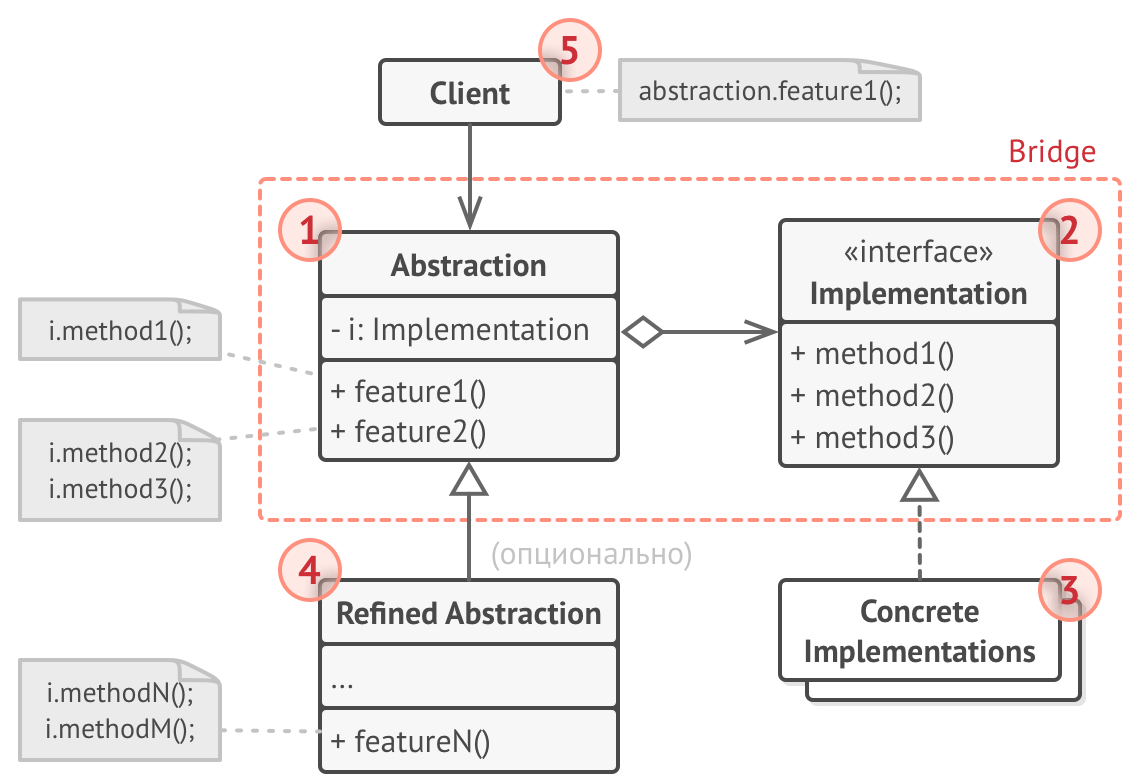 5
Client
abstraction.feature1();
Bridge
1
Abstraction
- i: Implementation
+ feature1()
+ feature2()
2
«interface»
Implementation
+ method1()
+ method2()
+ method3()
i.method1();
i.method2();
i.method3();
(опционально)
4
Refined Abstraction
...
+ featureN()
3
Concrete
Implementations
i.methodN();
i.methodM();